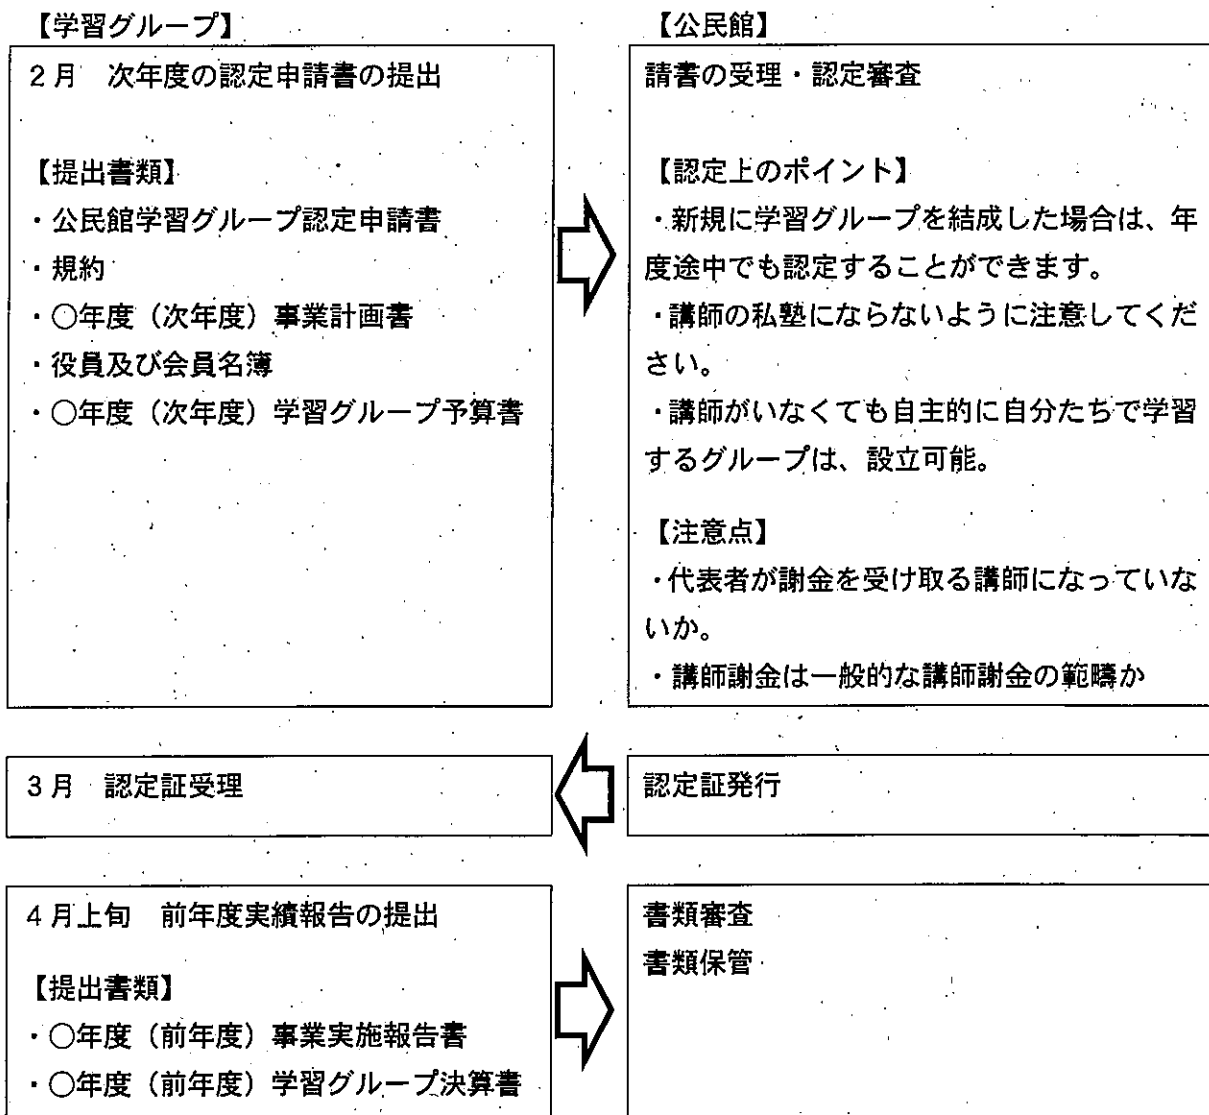 【学習グループ】
2月　次年度の認定申請書の提出
【提出書類】
・公民館学習グループ認定申請書
・規約
・○年度（次年度）事業計画書
・役員及び会員名簿
・○年度（次年度）学習グループ予算書
【公民館】
請書の受理・認定審査
【認定上のポイント】
・新規に学習グループを結成した場合は、年
度途中でも認定することができます。
・講師の私塾にならないように注意してくだ
さい。
・講師がいなくても自主的に自分たちで学習
するグループは、設立可能。
【注意点】
・代表者が謝金を受け取る講師になっていな
いか。
・講師謝金は一般的な講師謝金の範疇か
3月　認定証受理
認定証発行
4月上旬　前年度実績報告の提出
【提出書類】
・○年度（前年度）事業実施報告書
・○年度（前年度）学習グループ決算書
書類審査
書類保管